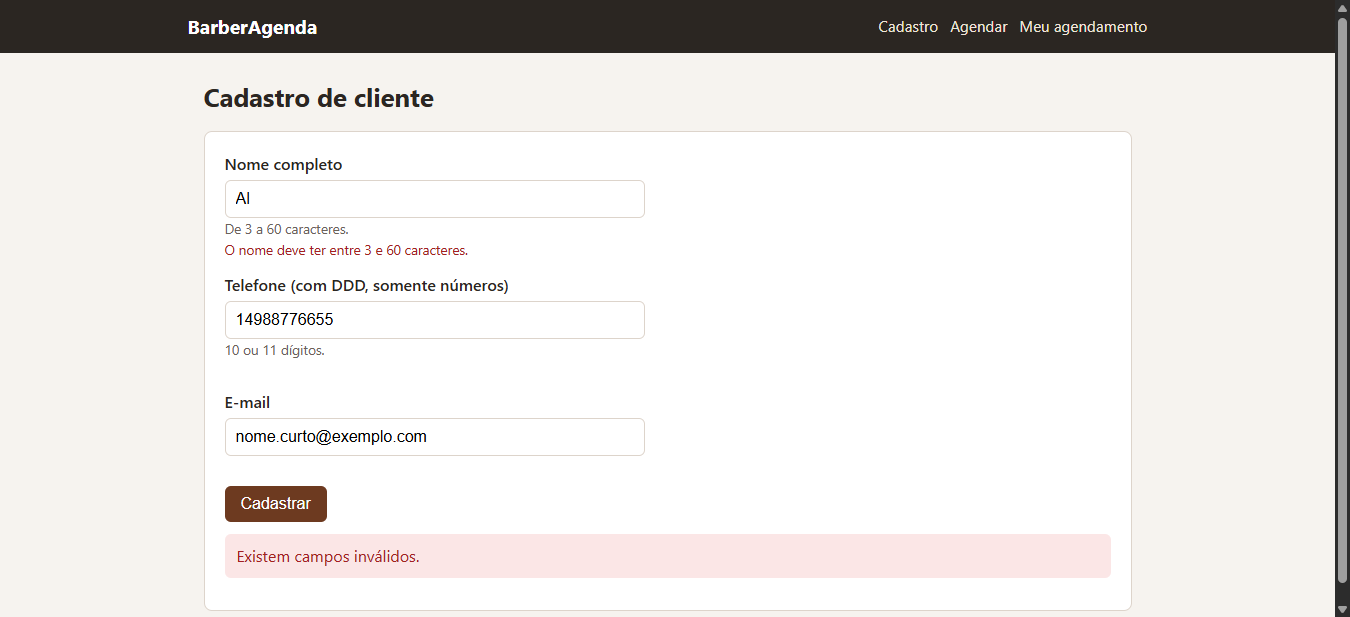 BarberAgenda
Cadastro Agendar Meu agendamento
Cadastro de cliente
Nome completo
Al
De 3 a 60 caracteres.
O nome deve ter entre 3 e 60 caracteres.
Telefone (com DDD, somente números)
14988776655
10 ou 11 dígitos.
E-mail
nome.curto@exemplo.com
Cadastrar
Existem campos inválidos.